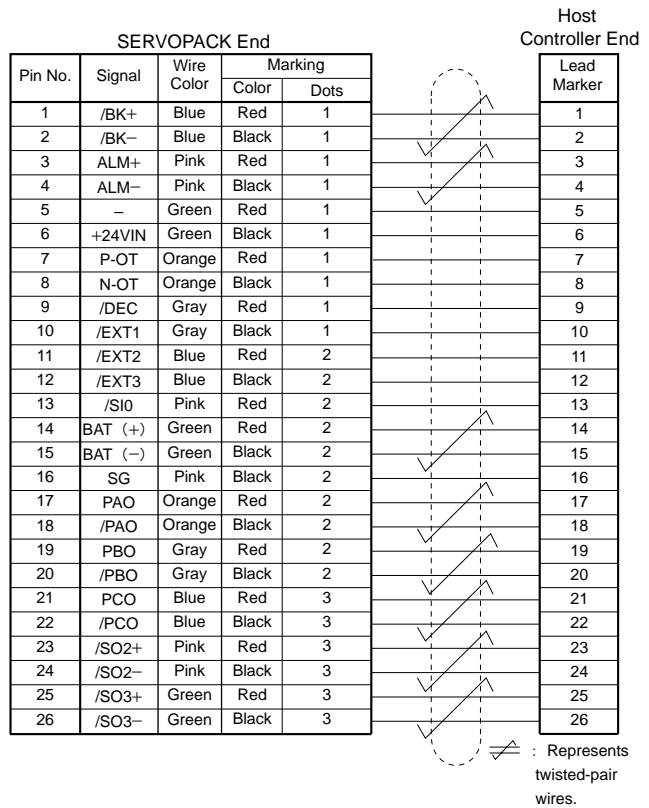 Host
SERVOPACK End Controller End
Pin No. Signal Wire Color Marking Lead Marker
Color Dots
1 /BK+ Blue Red 1 1
2 /BK− Blue Black 1 2
3 ALM+ Pink Red 1 3
4 ALM− Pink Black 1 4
5 – Green Red 1 5
6 +24VIN Green Black 1 6
7 P-OT Orange Red 1 7
8 N-OT Orange Black 1 8
9 /DEC Gray Red 1 9
10 /EXT1 Gray Black 1 10
11 /EXT2 Blue Red 2 11
12 /EXT3 Blue Black 2 12
13 /SI0 Pink Red 2 13
14 BAT (+) Green Red 2 14
15 BAT (−) Green Black 2 15
16 SG Pink Black 2 16
17 PAO Orange Red 2 17
18 /PAO Orange Black 2 18
19 PBO Gray Red 2 19
20 /PBO Gray Black 2 20
21 PCO Blue Red 3 21
22 /PCO Blue Black 3 22
23 /SO2+ Pink Red 3 23
24 /SO2− Pink Black 3 24
25 /SO3+ Green Red 3 25
26 /SO3− Green Black 3 26
: Represents
twisted-pair
wires.